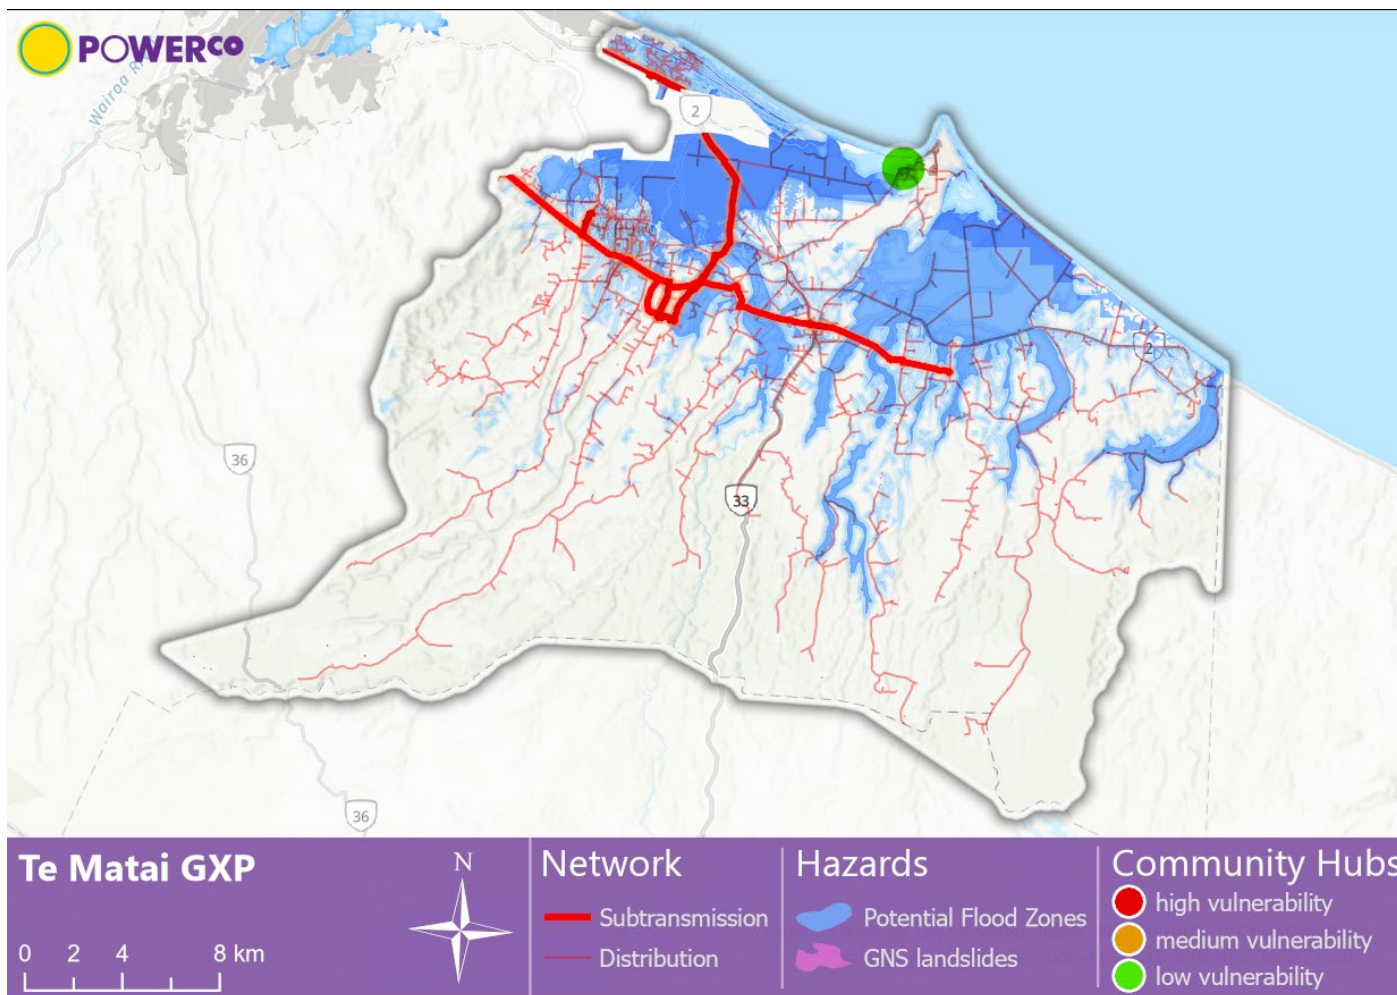 POWERCO
Wairoa R
2
2
36
33
36
Te Matai GXP
N
0 2 4 8 km
Network
Subtransmission
Distribution
Hazards
Potential Flood Zones
GNS landslides
Community Hubs
high vulnerability
medium vulnerability
low vulnerability